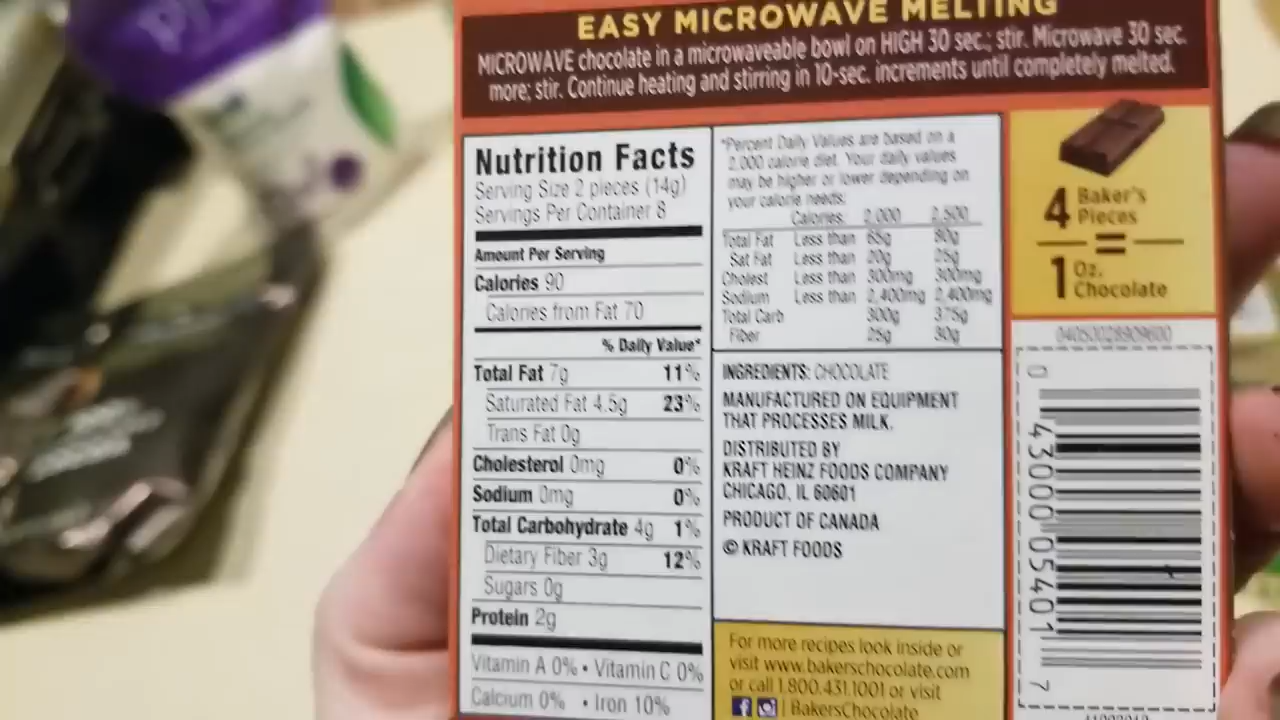 EASY MICROWAVE MELTING
MICROWAVE chocolate in a microwaveable bowl on HIGH 30 sec.; stir. Microwave 30 sec.
more; stir. Continue heating and stirring in 10-sec. increments until completely melted.
Nutrition Facts
Serving Size 2 pieces (14g)
Servings Per Container 8
Amount Per Serving
Calories 90
Calories from Fat 70
% Daily Value*
Total Fat 7g 11%
Saturated Fat 4.5g 23%
Trans Fat 0g
Cholesterol 0mg 0%
Sodium 0mg 0%
Total Carbohydrate 4g 1%
Dietary Fiber 3g 12%
Sugars 0g
Protein 2g
Vitamin A 0% • Vitamin C 0%
Calcium 0% • Iron 10%
*Percent Daily Values are based on a
2,000 calorie diet. Your daily values
may be higher or lower depending on
your calorie needs:
Calories: 2,000 2,500
Total Fat Less than 65g 80g
Sat Fat Less than 20g 25g
Cholest Less than 300mg 300mg
Sodium Less than 2,400mg 2,400mg
Total Carb 300g 375g
Fiber 25g 30g
INGREDIENTS: CHOCOLATE
MANUFACTURED ON EQUIPMENT
THAT PROCESSES MILK.
DISTRIBUTED BY
KRAFT HEINZ FOODS COMPANY
CHICAGO, IL 60601
PRODUCT OF CANADA
© KRAFT FOODS
For more recipes look inside or
visit www.bakerschocolate.com
or call 1.800.431.1001 or visit
| BakersChocolate
4 Baker's
Pieces
=
1 Oz.
Chocolate
0 43000 05401 7